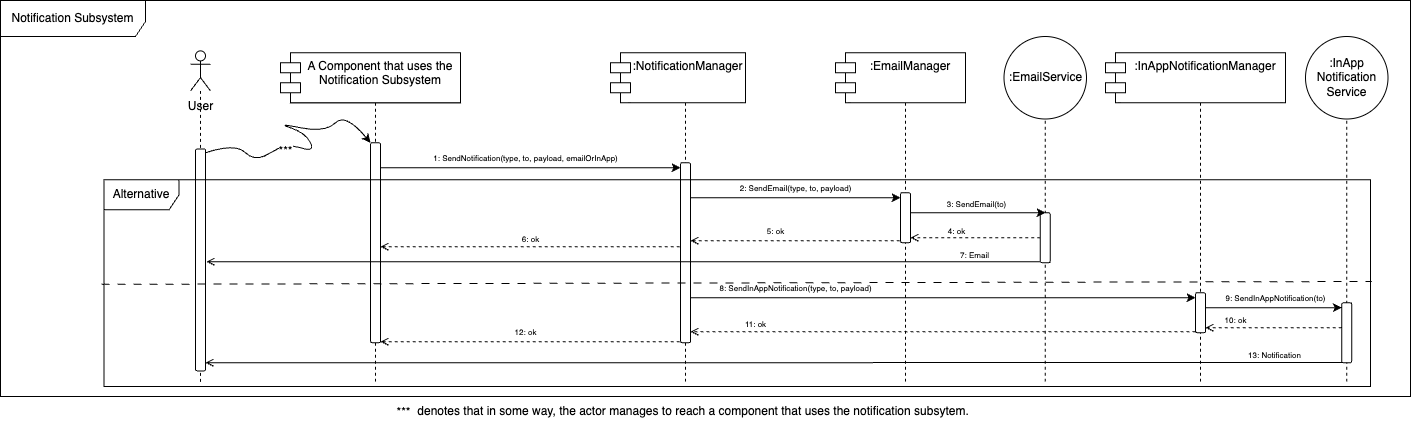 Notification Subsystem
User
A Component that uses the
Notification Subsystem
:NotificationManager
:EmailManager
:EmailService
:InAppNotificationManager
:InApp
Notification
Service
***
1: SendNotification(type, to, payload, emailOrInApp)
Alternative
2: SendEmail(type, to, payload)
3: SendEmail(to)
4: ok
5: ok
6: ok
7: Email
8: SendInAppNotification(type, to, payload)
9: SendInAppNotification(to)
10: ok
11: ok
12: ok
13: Notification
*** denotes that in some way, the actor manages to reach a component that uses the notification subsytem.